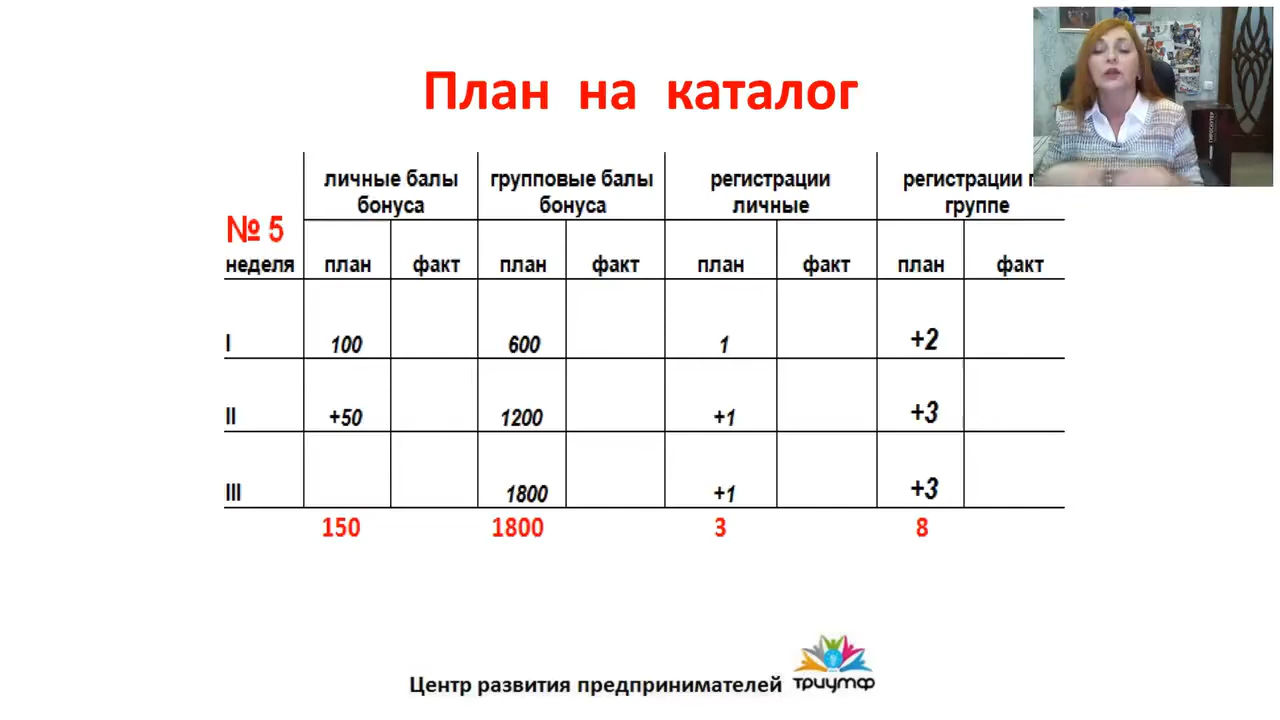 План на каталог
личные балы бонуса
групповые балы бонуса
регистрации личные
регистрации группе
№ 5
неделя план факт план факт план факт план факт
I 100 600 1 +2
II +50 1200 +1 +3
III 1800 +1 +3
150 1800 3 8
Центр развития предпринимателей
триумф